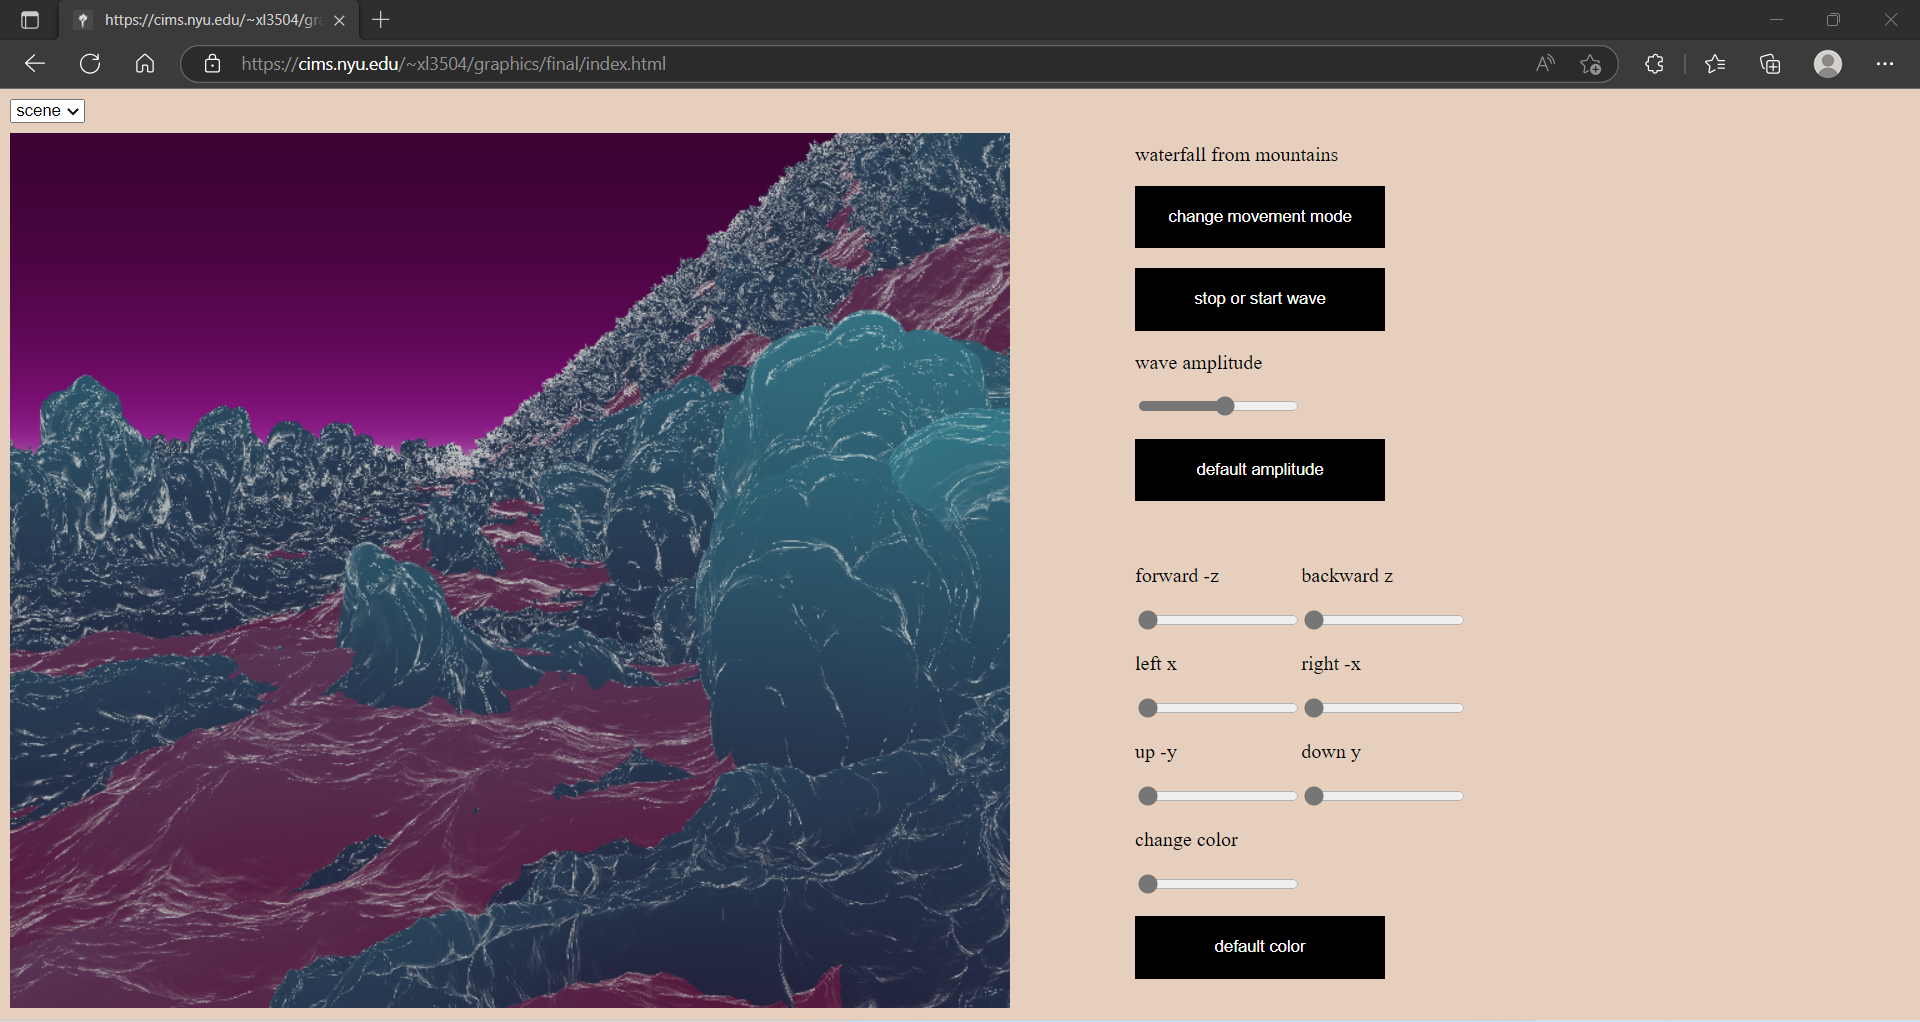 https://cims.nyu.edu/~xl3504/gra
https://cims.nyu.edu/~xl3504/graphics/final/index.html
scene
waterfall from mountains
change movement mode
stop or start wave
wave amplitude
default amplitude
forward -z backward z
left x right -x
up -y down y
change color
default color